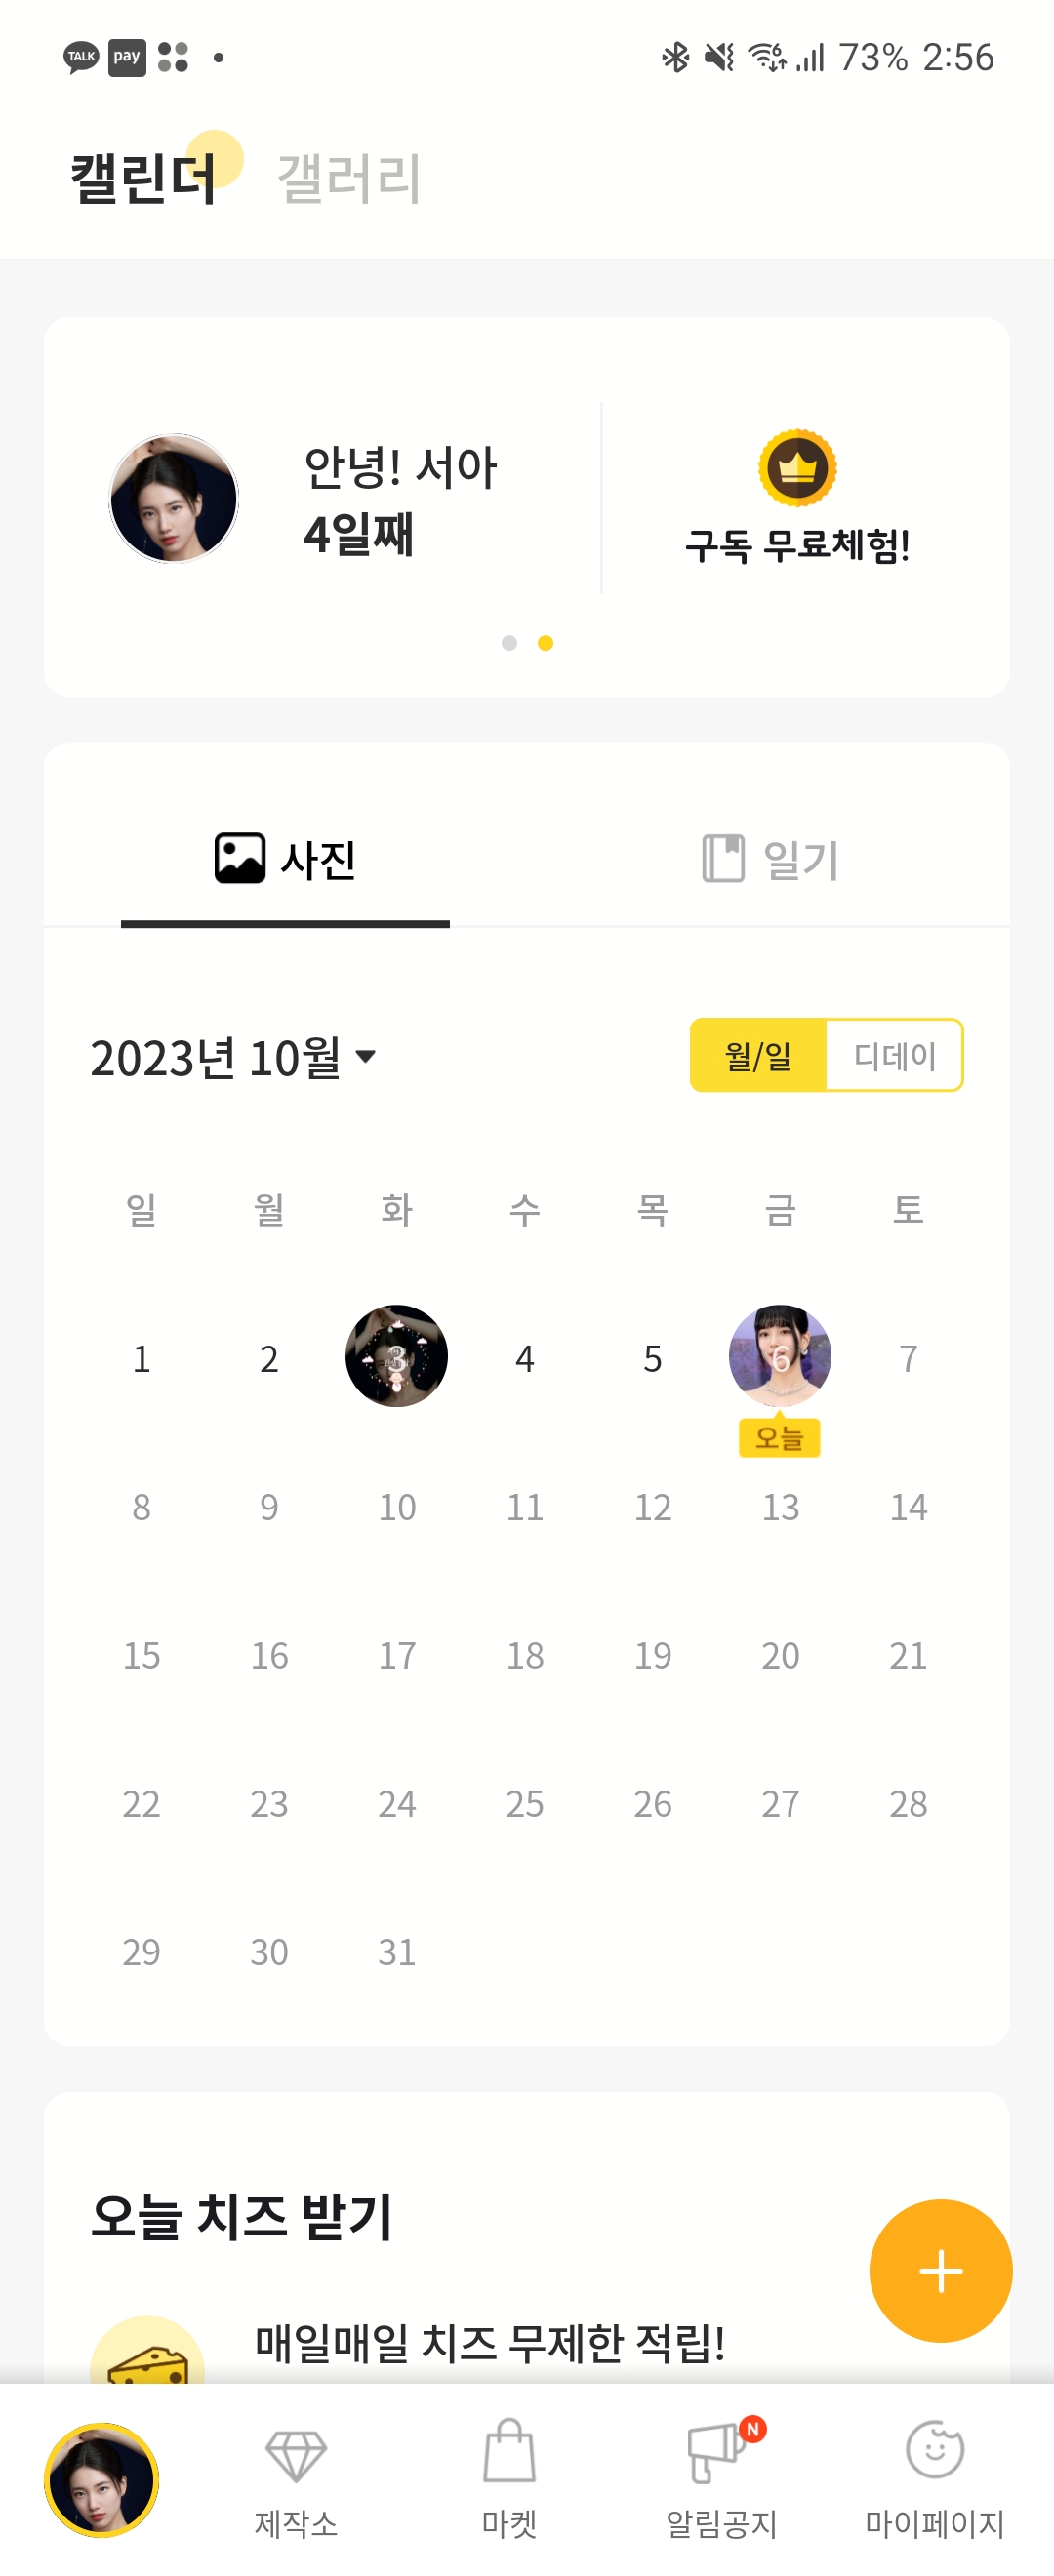 TALK pay 73% 2:56
캘린더 갤러리
안녕! 서아
4일째
구독 무료체험!
사진 일기
2023년 10월 월/일 디데이
일 월 화 수 목 금 토
1 2 3 4 5 6 7
오늘
8 9 10 11 12 13 14
15 16 17 18 19 20 21
22 23 24 25 26 27 28
29 30 31
오늘 치즈 받기
매일매일 치즈 무제한 적립!
N
제작소 마켓 알림공지 마이페이지